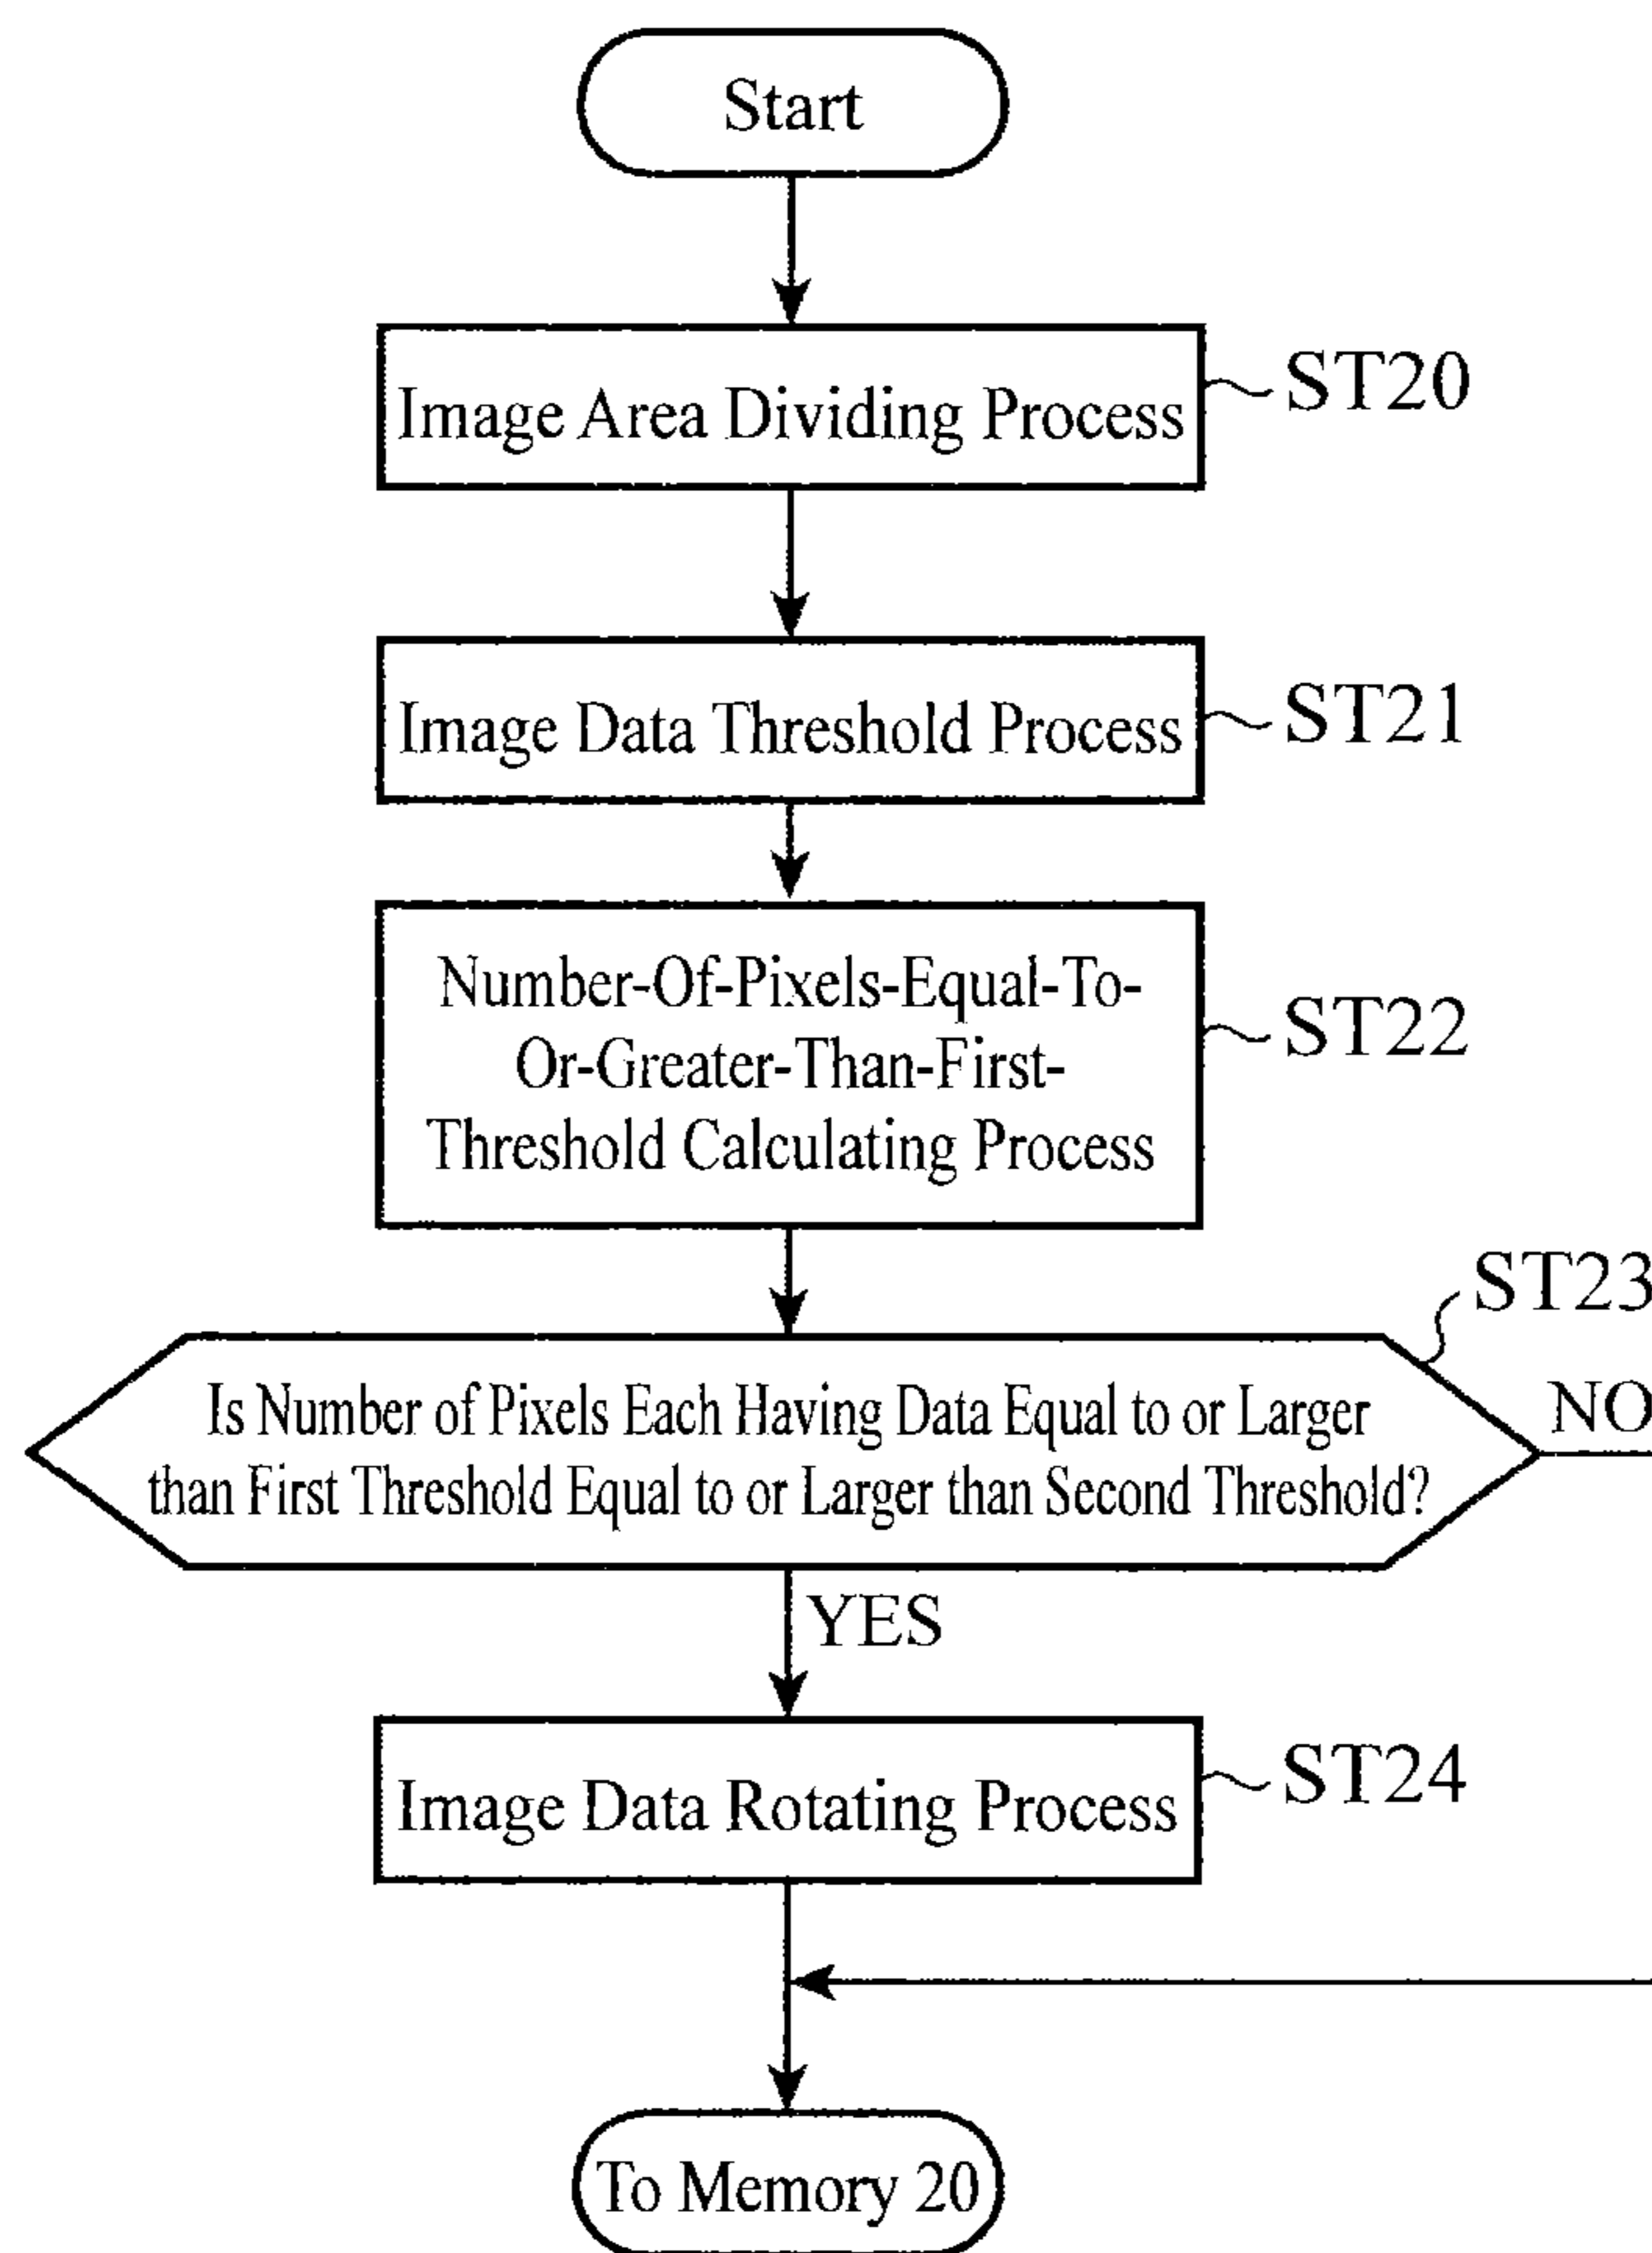 Start
Image Area Dividing Process
ST20
Image Data Threshold Process
ST21
Number-Of-Pixels-Equal-To-
Or-Greater-Than-First-
Threshold Calculating Process
ST22
ST23
Is Number of Pixels Each Having Data Equal to or Larger
than First Threshold Equal to or Larger than Second Threshold?
NO
YES
Image Data Rotating Process
ST24
To Memory 20